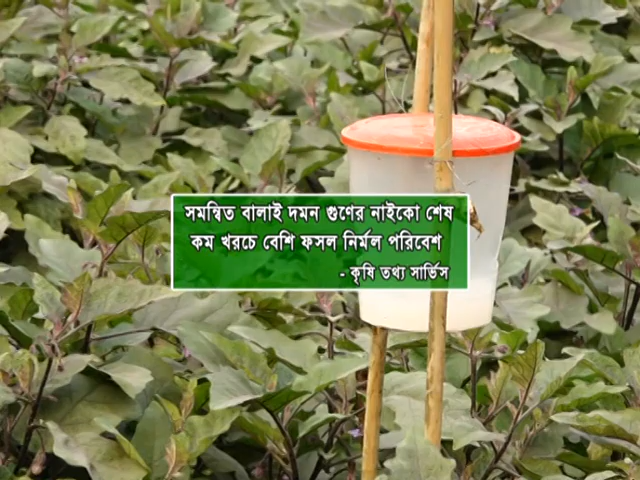 সমন্বিত বালাই দমন গুণের নাইকো শেষ
কম খরচে বেশি ফসল নির্মল পরিবেশ
- কৃষি তথ্য সার্ভিস